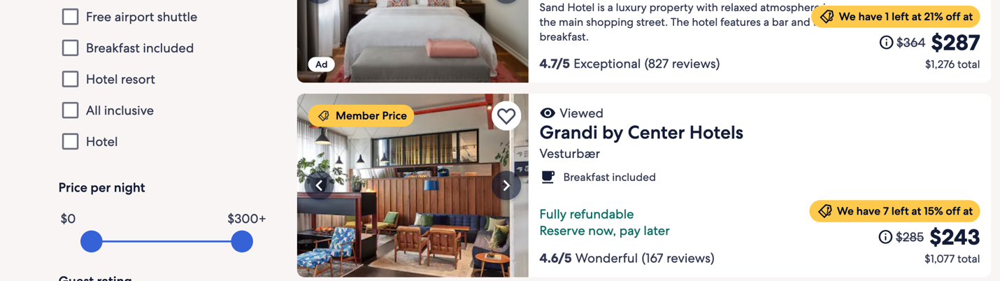 Free airport shuttle
Breakfast included
Hotel resort
All inclusive
Hotel
Price per night
$0
$300+
Sand Hotel is a luxury property with relaxed atmosphere
the main shopping street. The hotel features a bar and
breakfast.
4.7/5 Exceptional (827 reviews)
Ad
We have 1 left at 21% off at
$364 $287
$1,276 total
Member Price
Viewed
Grandi by Center Hotels
Vesturbær
Breakfast included
Fully refundable
Reserve now, pay later
4.6/5 Wonderful (167 reviews)
We have 7 left at 15% off at
$285 $243
$1,077 total